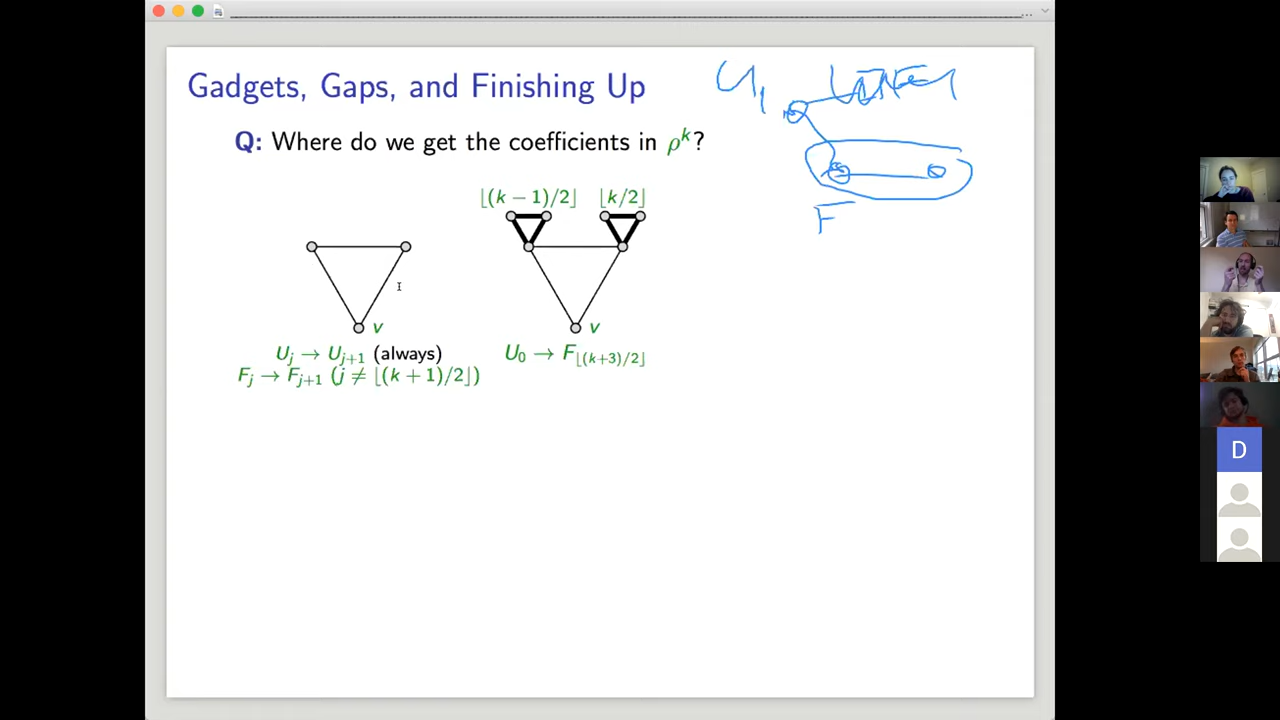 Gadgets, Gaps, and Finishing Up
Q: Where do we get the coefficients in ρ^k?
⌊(k − 1)/2⌋ ⌊k/2⌋
v
U_j → U_{j+1} (always)
F_j → F_{j+1} (j ≠ ⌊(k + 1)/2⌋)
v
U_0 → F_{⌊(k+3)/2⌋}
U_1
F
D